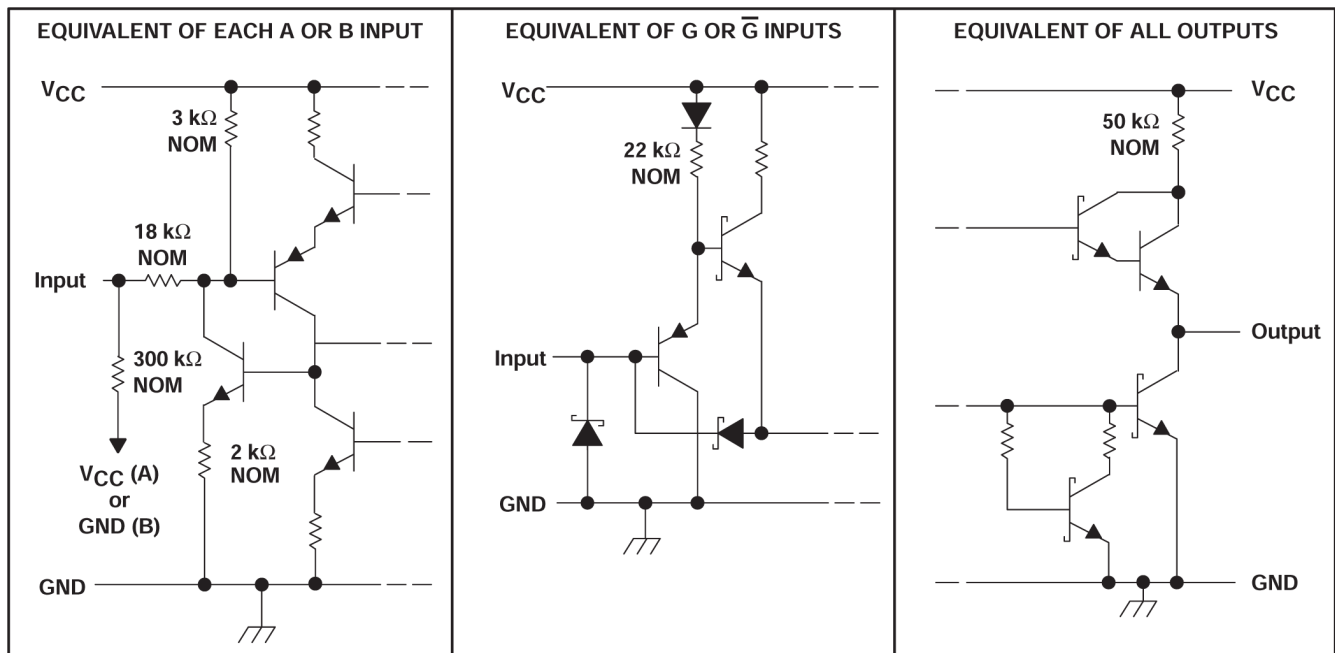 EQUIVALENT OF EACH A OR B INPUT
VCC
3 kΩ
NOM
18 kΩ
NOM
Input
300 kΩ
NOM
VCC (A)
or
GND (B)
2 kΩ
NOM
GND
EQUIVALENT OF G OR G̅ INPUTS
VCC
22 kΩ
NOM
Input
GND
EQUIVALENT OF ALL OUTPUTS
VCC
50 kΩ
NOM
Output
GND